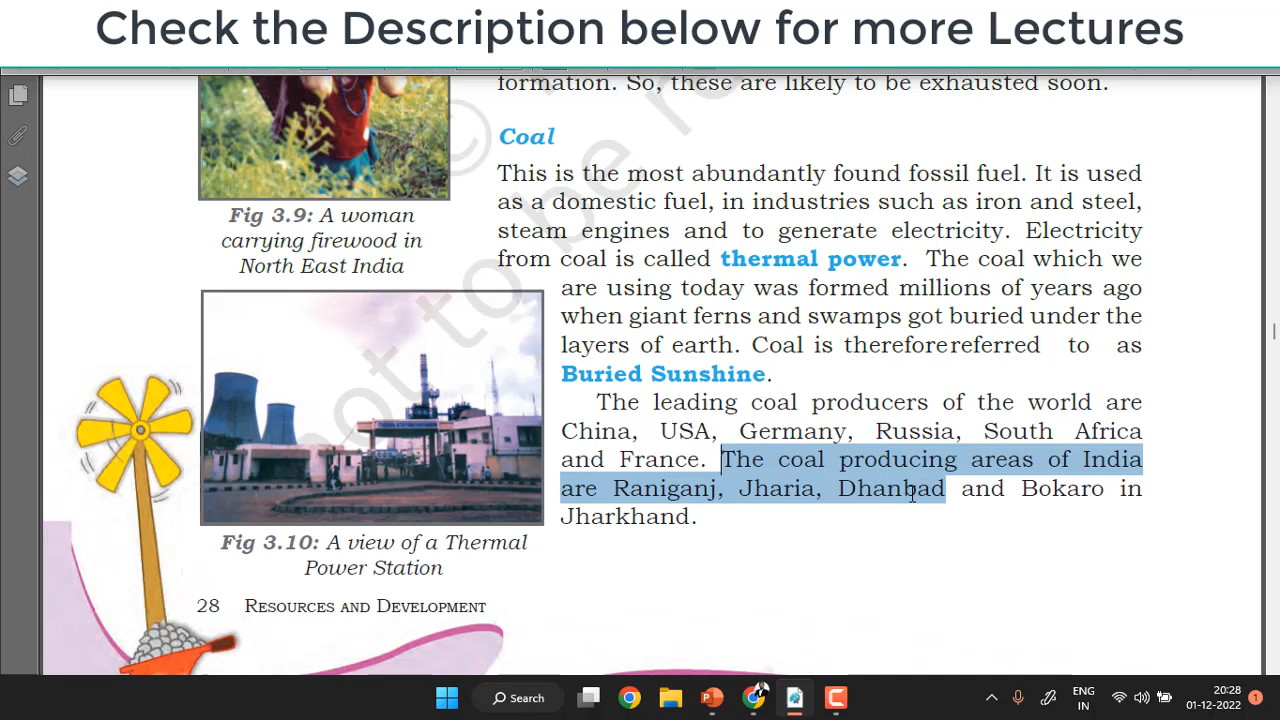 Check the Description below for more Lectures
formation. So, these are likely to be exhausted soon.
Coal
This is the most abundantly found fossil fuel. It is used
as a domestic fuel, in industries such as iron and steel,
steam engines and to generate electricity. Electricity
from coal is called thermal power. The coal which we
are using today was formed millions of years ago
when giant ferns and swamps got buried under the
layers of earth. Coal is therefore referred to as
Buried Sunshine.
The leading coal producers of the world are
China, USA, Germany, Russia, South Africa
and France. The coal producing areas of India
are Raniganj, Jharia, Dhanbad and Bokaro in
Jharkhand.
Fig 3.9: A woman
carrying firewood in
North East India
Fig 3.10: A view of a Thermal
Power Station
28 Resources and Development
© not to be
Search
ENG
IN
20:28
01-12-2022
1